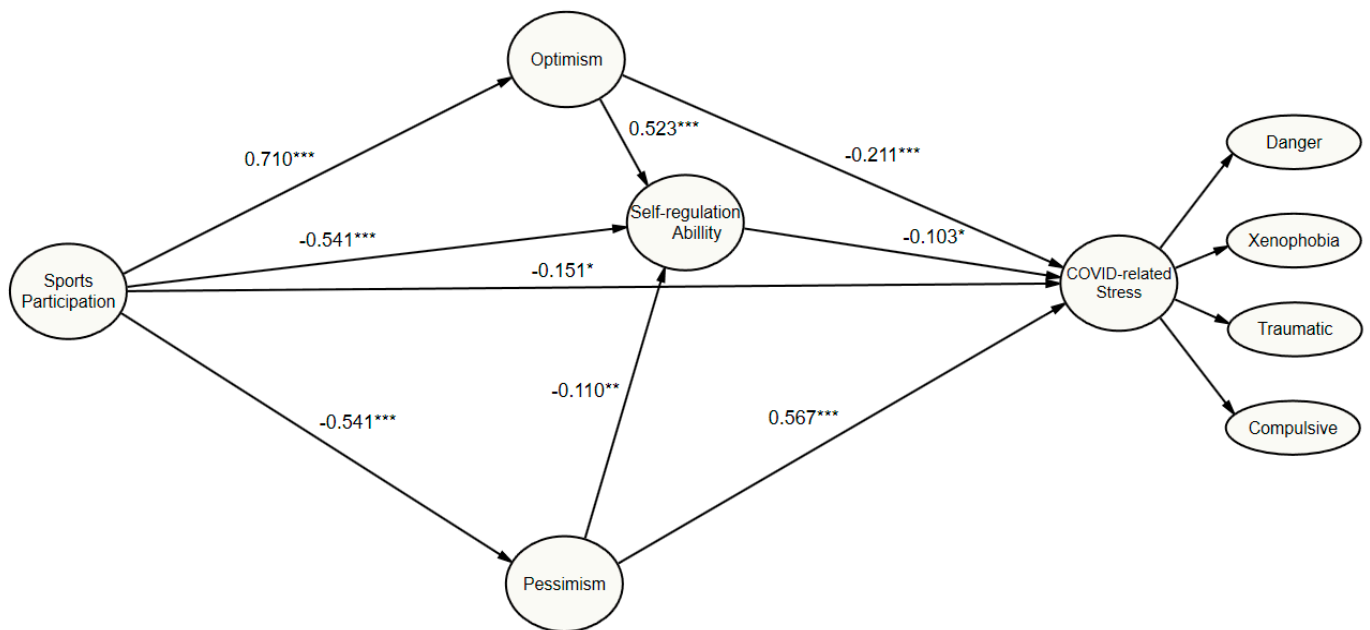 Optimism
0.523***
Danger
0.710***
-0.211***
Self-regulation
Abillity
Xenophobia
-0.541***
-0.103*
Sports
Participation
-0.151*
COVID-related
Stress
Traumatic
-0.110**
-0.541***
0.567***
Compulsive
Pessimism